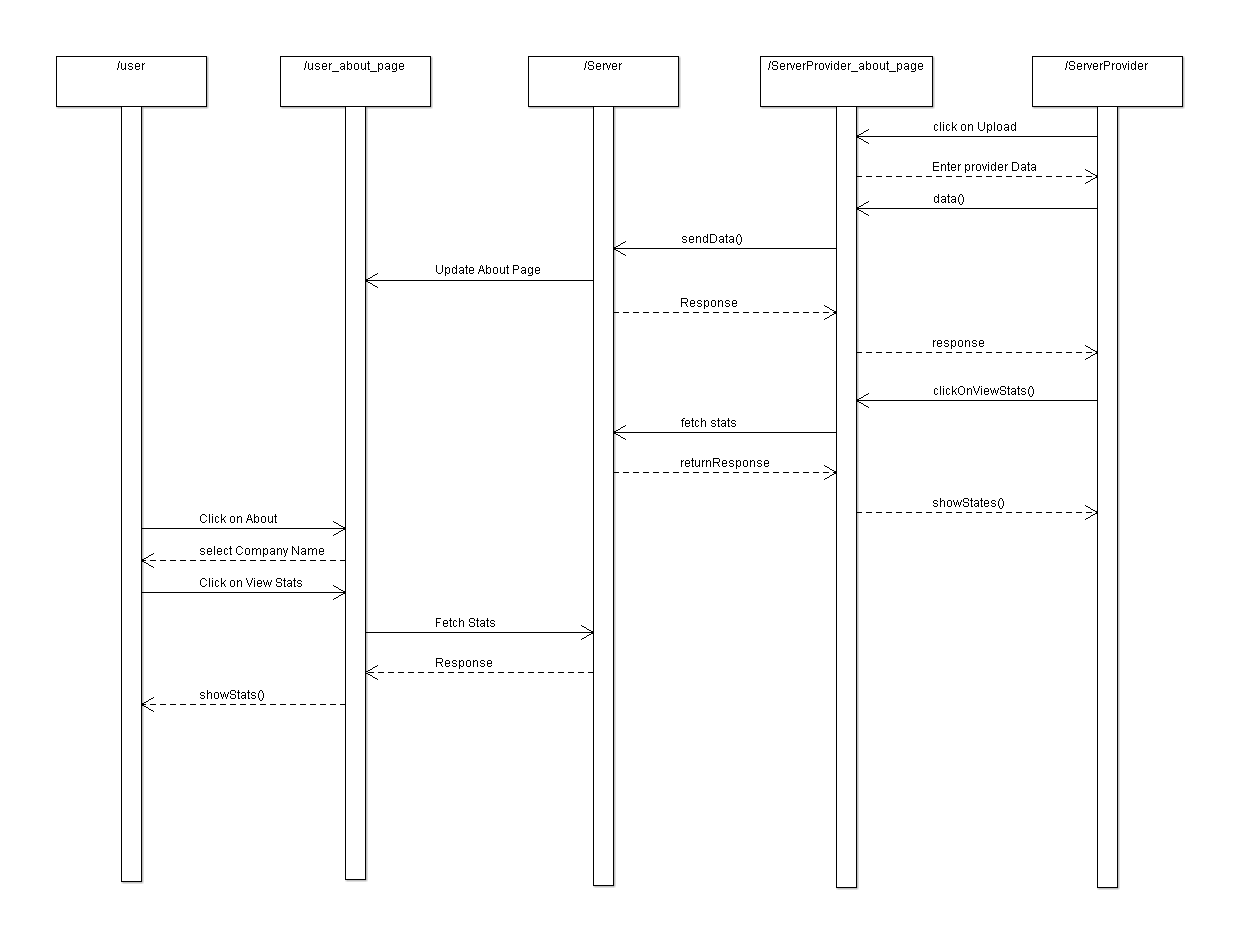 /user
/user_about_page
/Server
/ServerProvider_about_page
/ServerProvider
click on Upload
Enter provider Data
data()
sendData()
Update About Page
Response
response
clickOnViewStats()
fetch stats
returnResponse
showStates()
Click on About
select Company Name
Click on View Stats
Fetch Stats
Response
showStats()